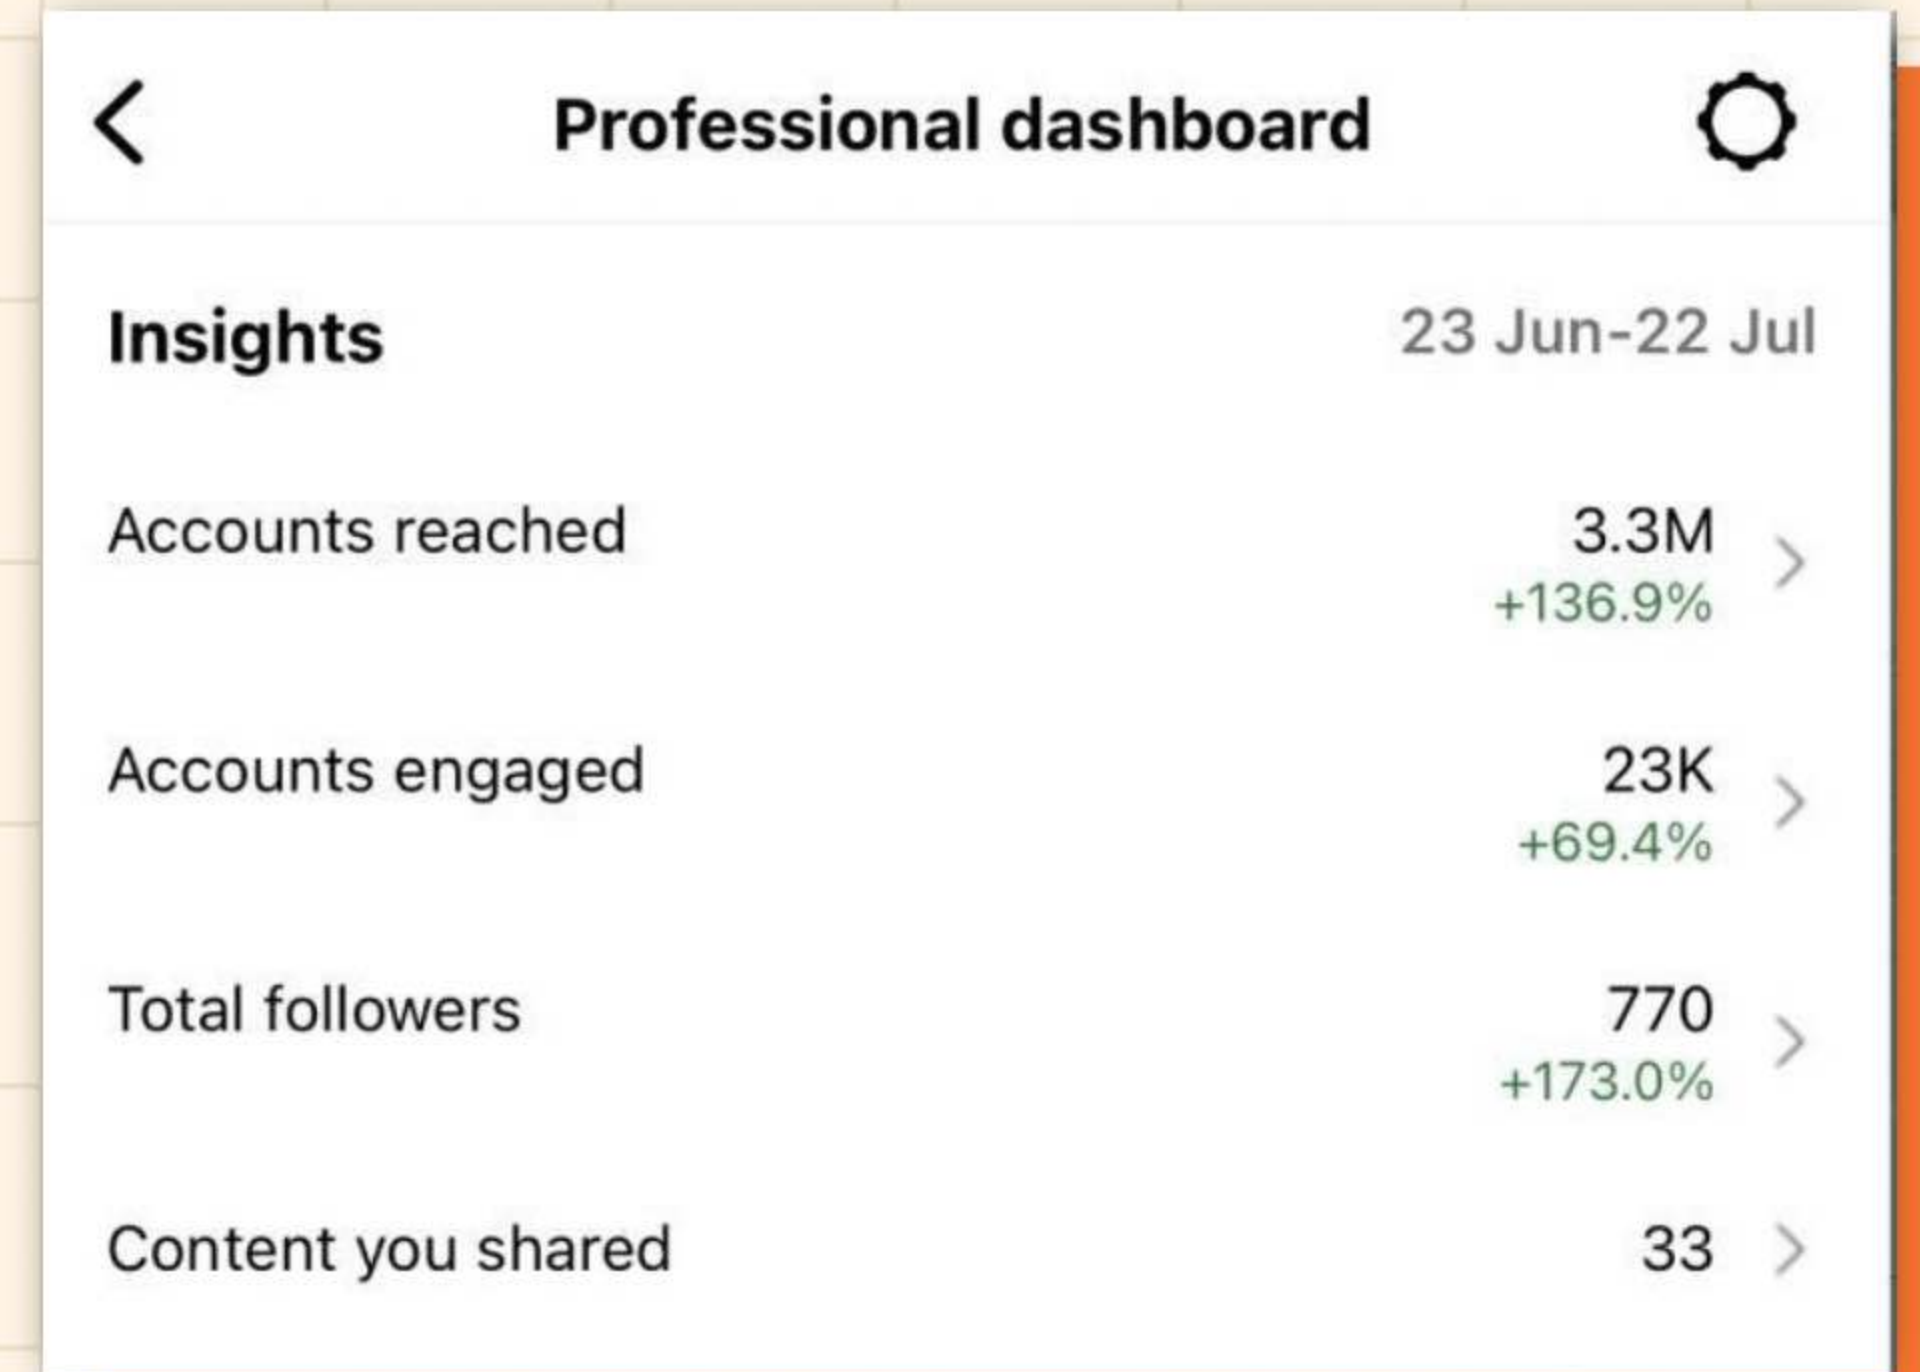 Professional dashboard
Insights 23 Jun-22 Jul
Accounts reached 3.3M
+136.9%
Accounts engaged 23K
+69.4%
Total followers 770
+173.0%
Content you shared 33